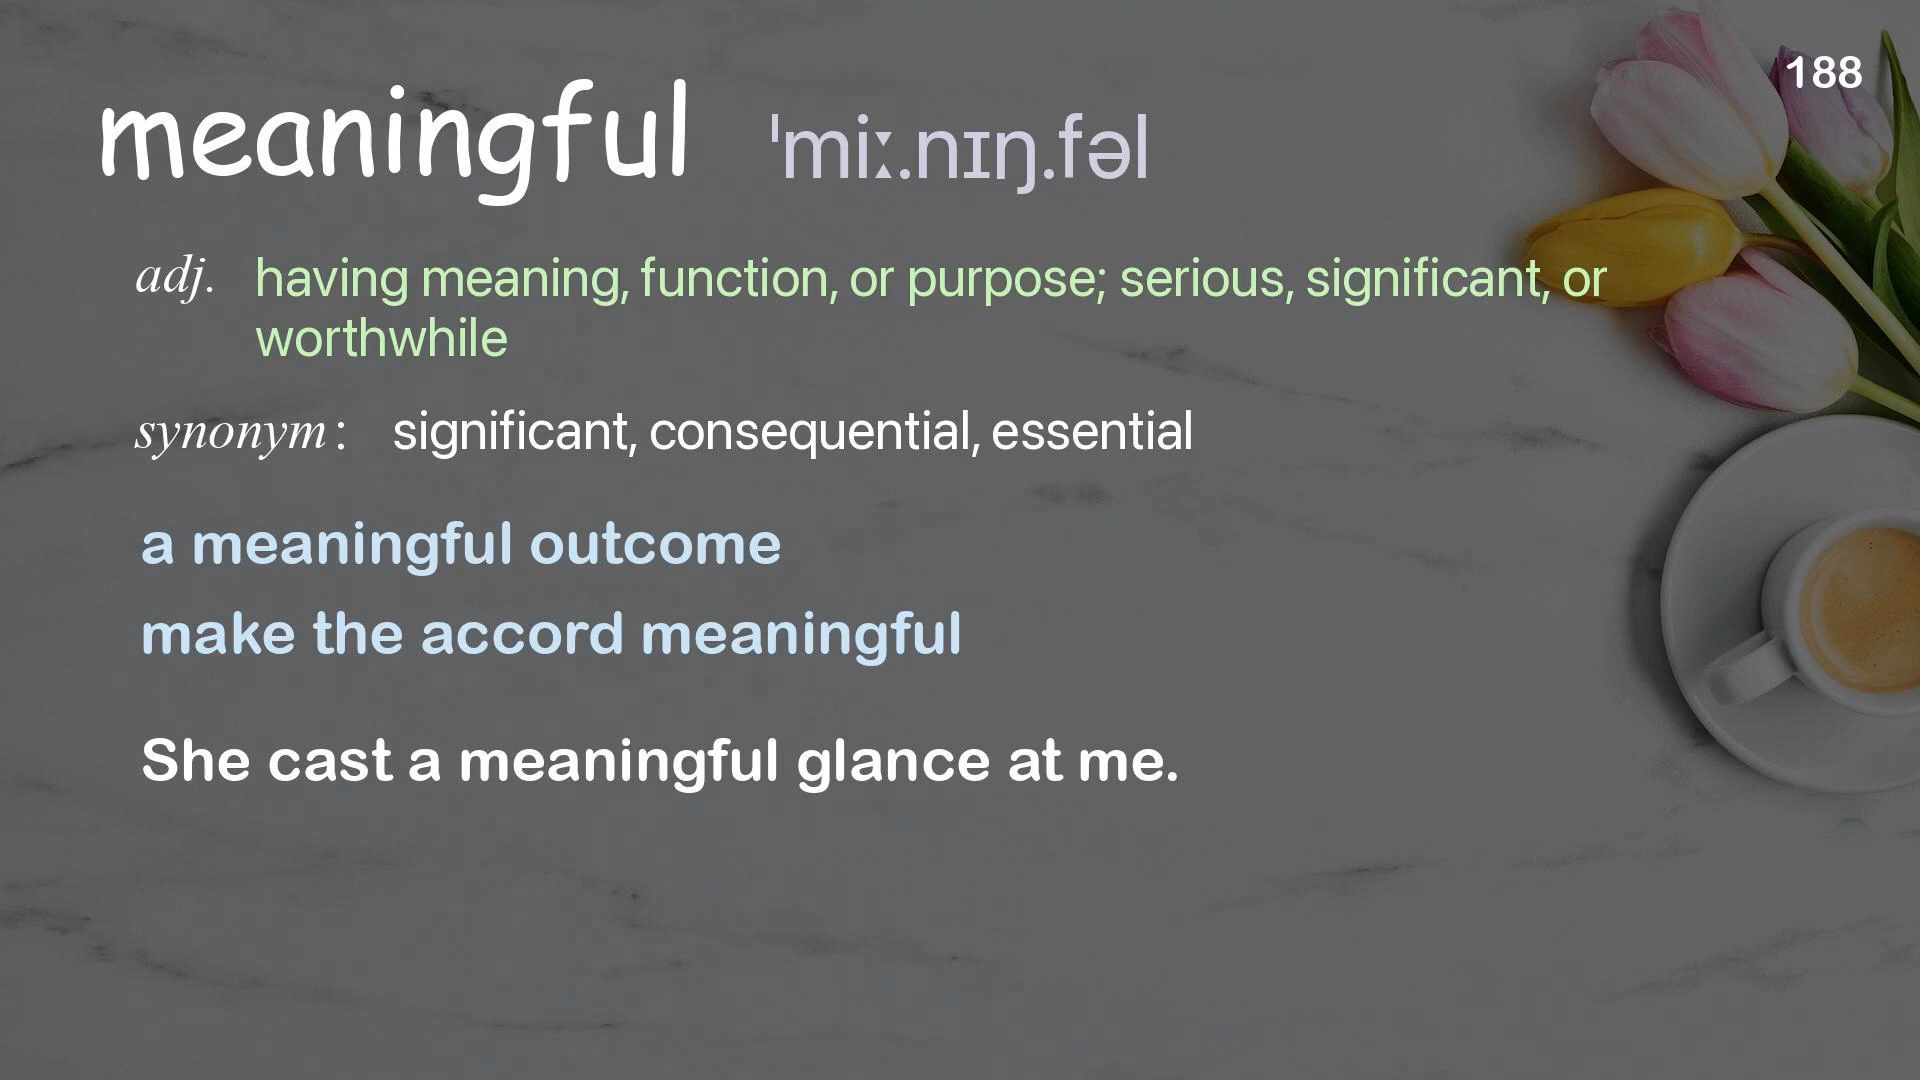 188
meaningful ˈmiː.nɪŋ.fəl
adj. having meaning, function, or purpose; serious, significant, or
worthwhile
synonym: significant, consequential, essential
a meaningful outcome
make the accord meaningful
She cast a meaningful glance at me.